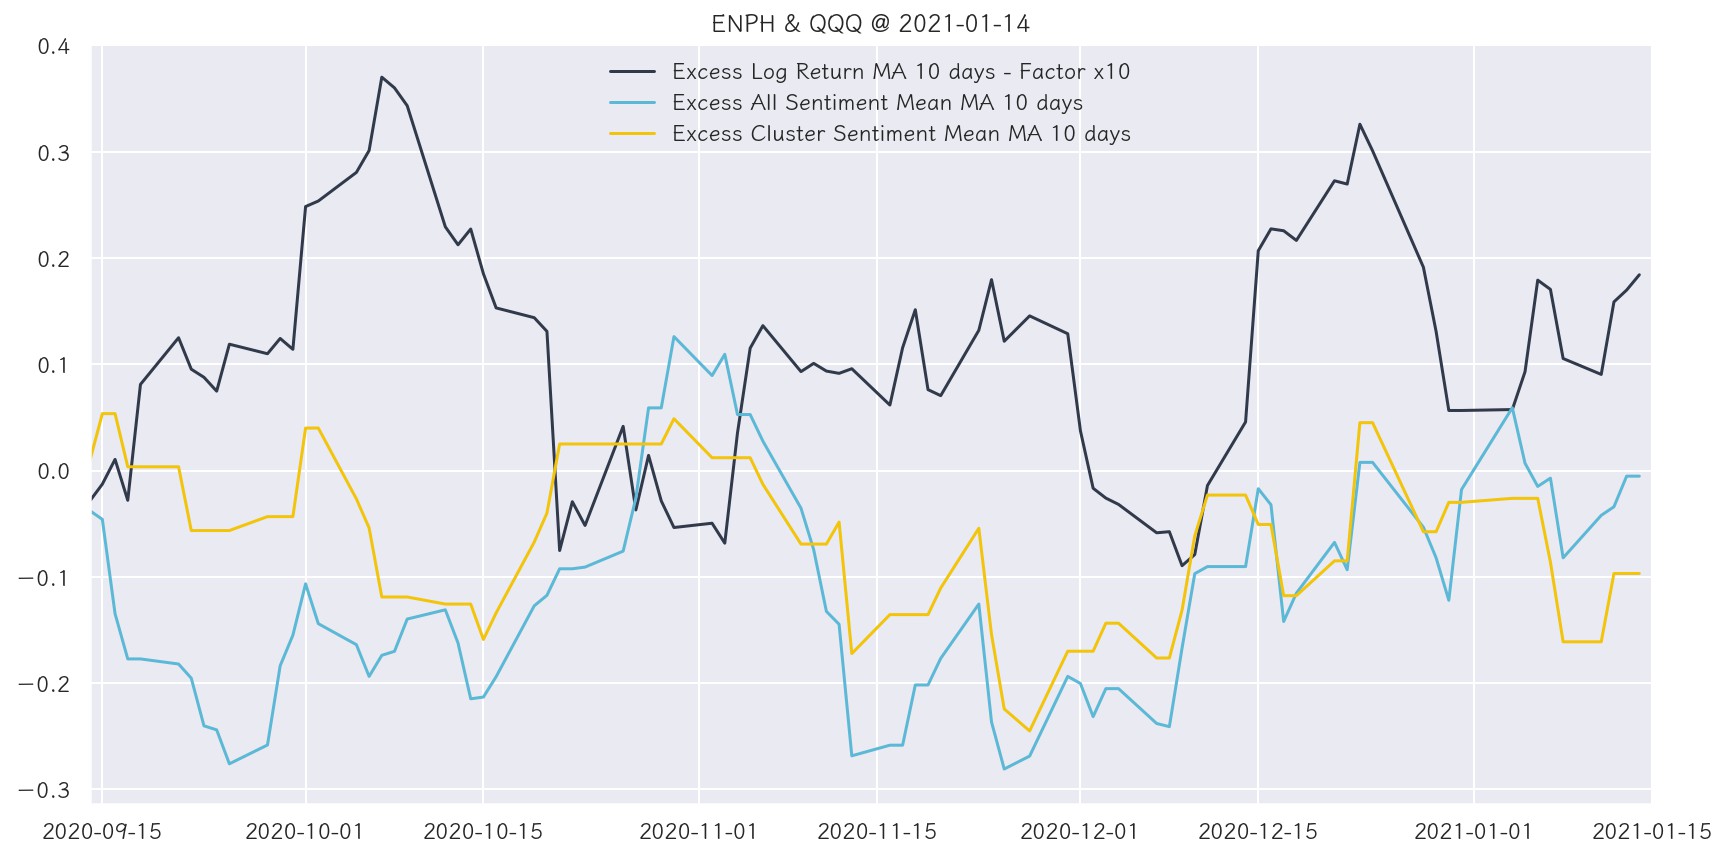 ENPH & QQQ @ 2021-01-14
0.4
Excess Log Return MA 10 days - Factor x10
Excess All Sentiment Mean MA 10 days
Excess Cluster Sentiment Mean MA 10 days
0.3
0.2
0.1
0.0
−0.1
−0.2
−0.3
2020-09-15 2020-10-01 2020-10-15 2020-11-01 2020-11-15 2020-12-01 2020-12-15 2021-01-01 2021-01-15